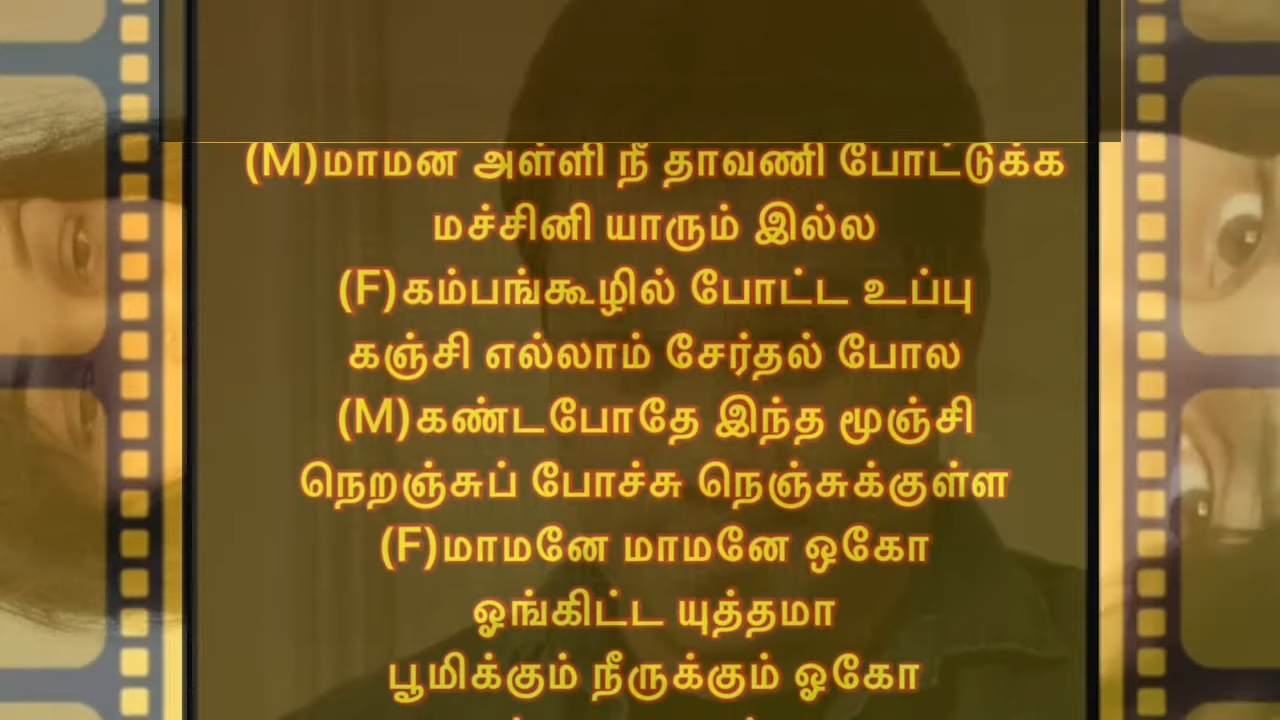 (M)மாமன அள்ளி நீ தாவணி போட்டுக்க
மச்சினி யாரும் இல்ல
(F)கம்பங்கூழில் போட்ட உப்பு
கஞ்சி எல்லாம் சேர்தல் போல
(M)கண்டபோதே இந்த மூஞ்சி
நெறஞ்சுப் போச்சு நெஞ்சுக்குள்ள
(F)மாமனே மாமனே ஒகோ
ஓங்கிட்ட யுத்தமா
பூமிக்கும் நீருக்கும் ஓகோ